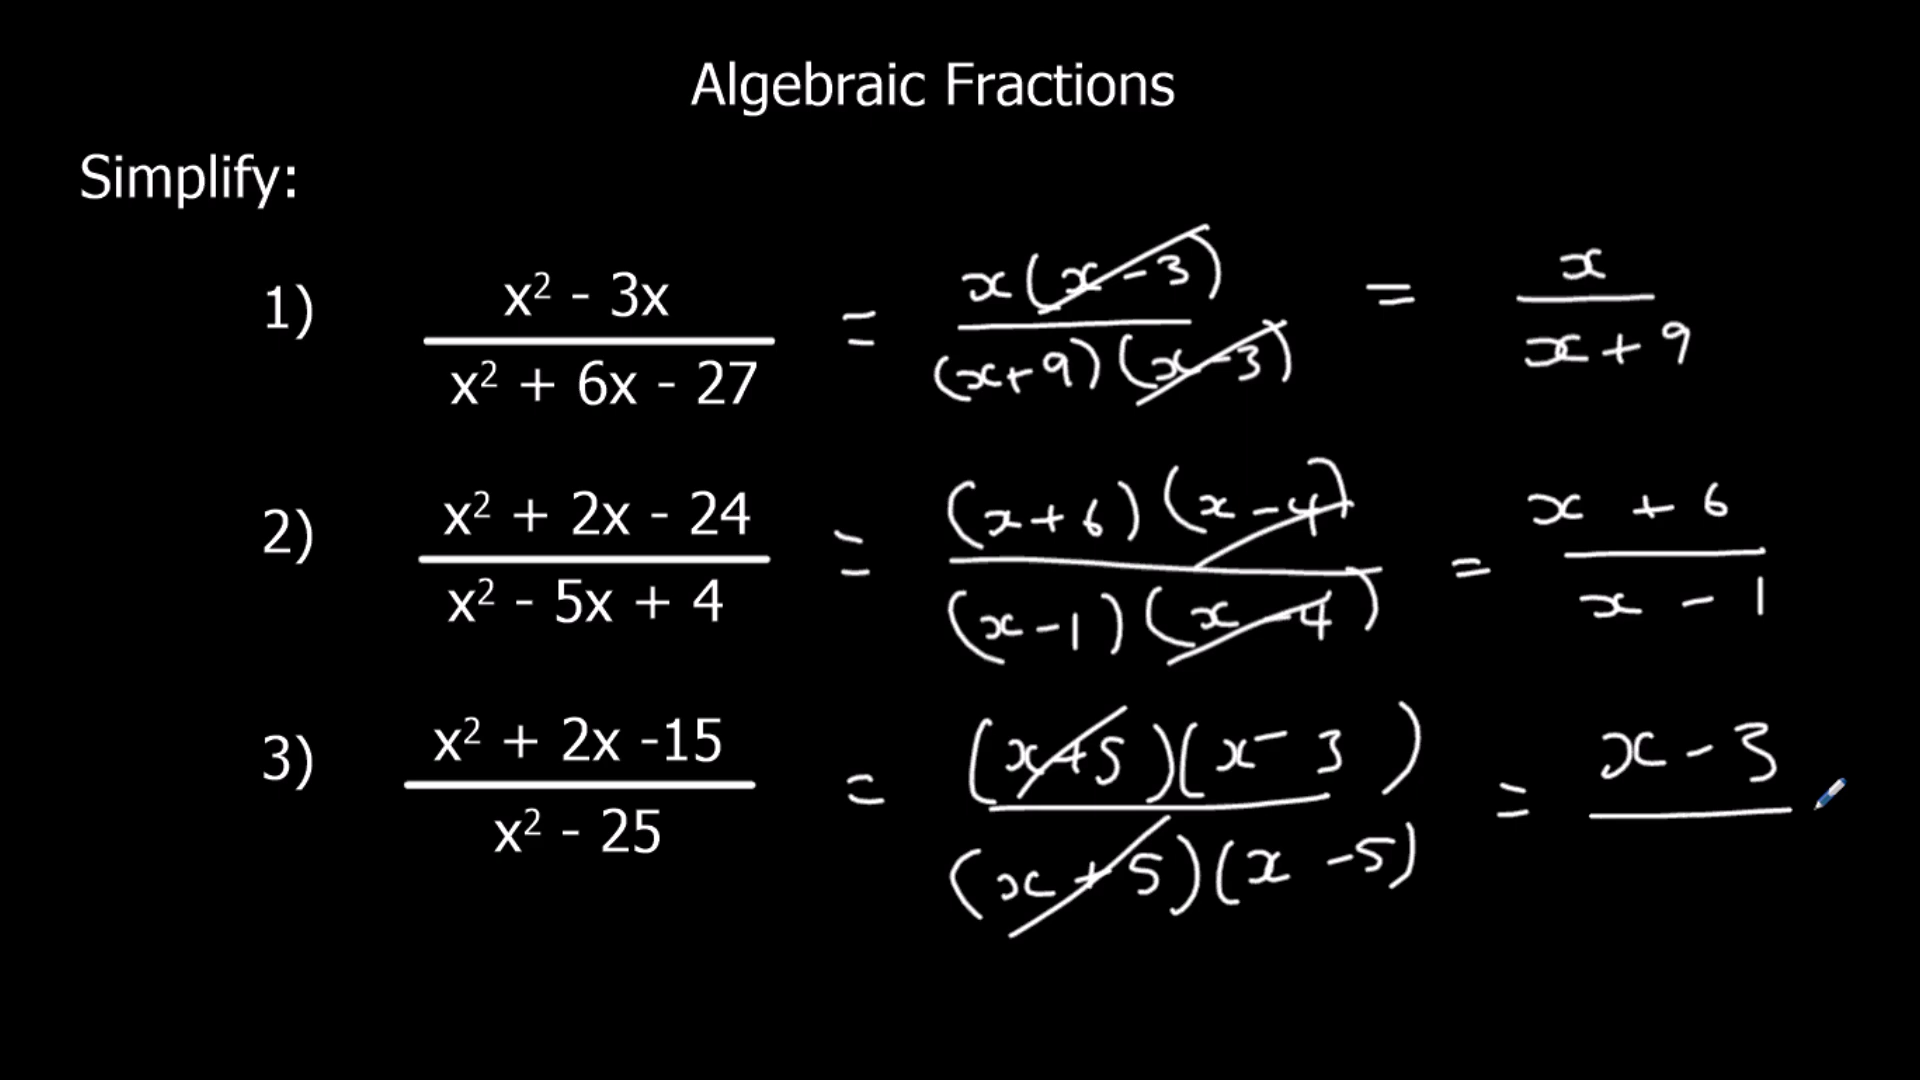 Algebraic Fractions
Simplify:
1) x² - 3x / x² + 6x - 27 = x(x-3) / (x+9)(x-3) = x / x+9
2) x² + 2x - 24 / x² - 5x + 4 = (x+6)(x-4) / (x-1)(x-4) = x + 6 / x - 1
3) x² + 2x -15 / x² - 25 = (x+5)(x-3) / (x+5)(x-5) = x-3 /